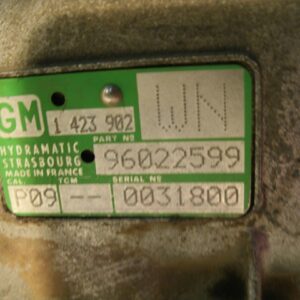 GM 1 423 902 WN
PART Nº
HYDRAMATIC
STRASBOURG 96022599
MADE IN FRANCE
CAL. TCM SERIAL Nº
P09 -- 0031800